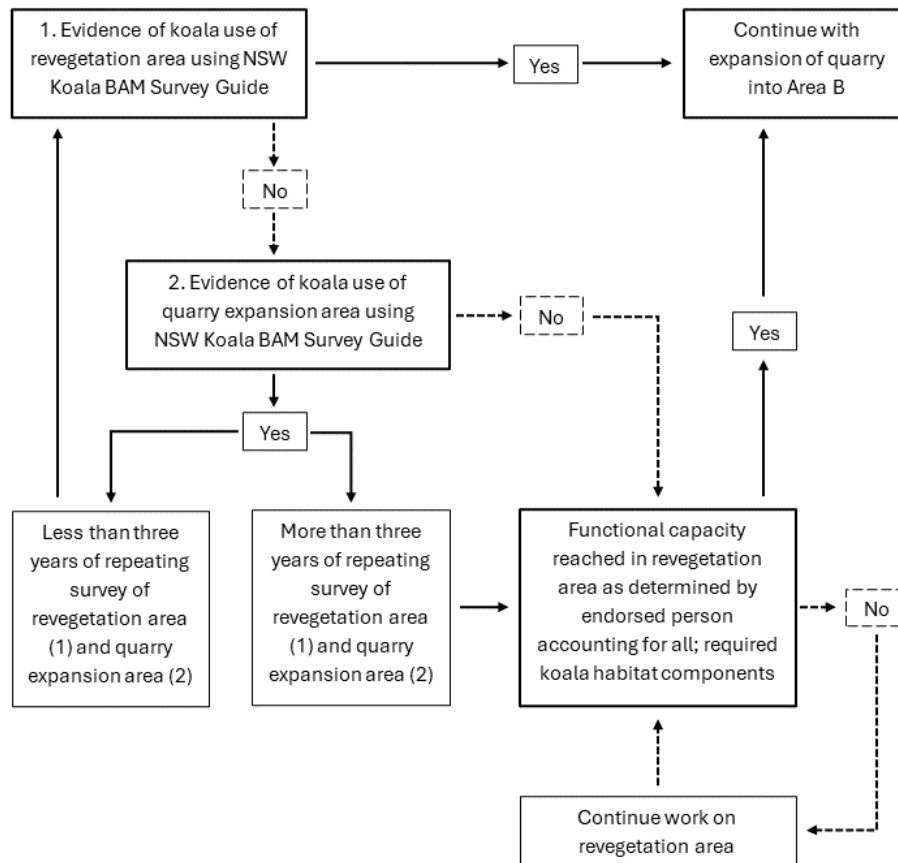 1. Evidence of koala use of
revegetation area using NSW
Koala BAM Survey Guide
Yes
Continue with
expansion of quarry
into Area B
No
2. Evidence of koala use of
quarry expansion area using
NSW Koala BAM Survey Guide
No
Yes
Yes
Less than three
years of repeating
survey of
revegetation area
(1) and quarry
expansion area (2)
More than three
years of repeating
survey of
revegetation area
(1) and quarry
expansion area (2)
Functional capacity
reached in revegetation
area as determined by
endorsed person
accounting for all; required
koala habitat components
No
Continue work on
revegetation area